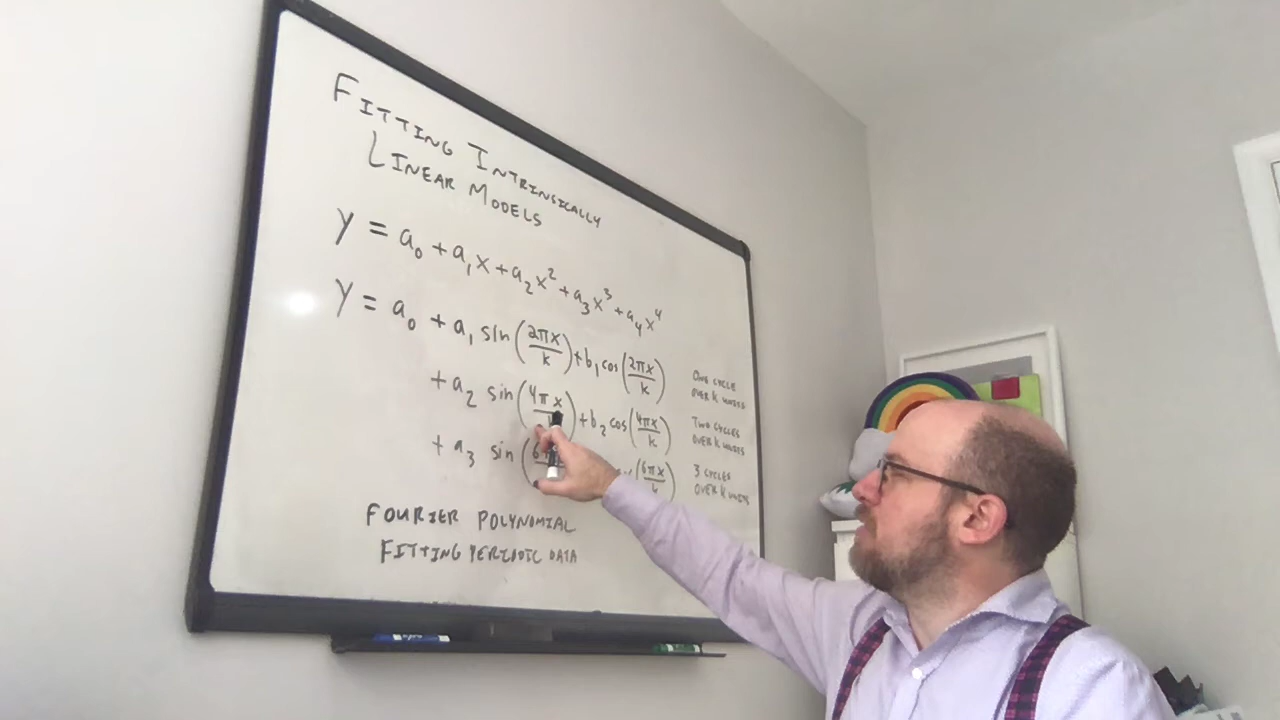 FITTING INTRINSICALLY
LINEAR MODELS
y = a₀ + a₁x + a₂x² + a₃x³ + a₄x⁴
y = a₀ + a₁ sin(2πx/k) + b₁ cos(2πx/k) ONE CYCLE OVER K UNITS
+ a₂ sin(4πx/ ) + b₂ cos(4πx/k) TWO CYCLES OVER K UNITS
+ a₃ sin(6 (6πx/k) 3 CYCLES OVER K UNITS
FOURIER POLYNOMIAL
FITTING PERIODIC DATA